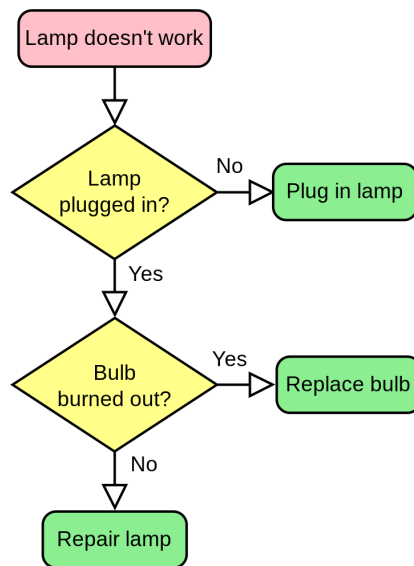 Lamp doesn't work
Lamp
plugged in?
No
Plug in lamp
Yes
Bulb
burned out?
Yes
Replace bulb
No
Repair lamp